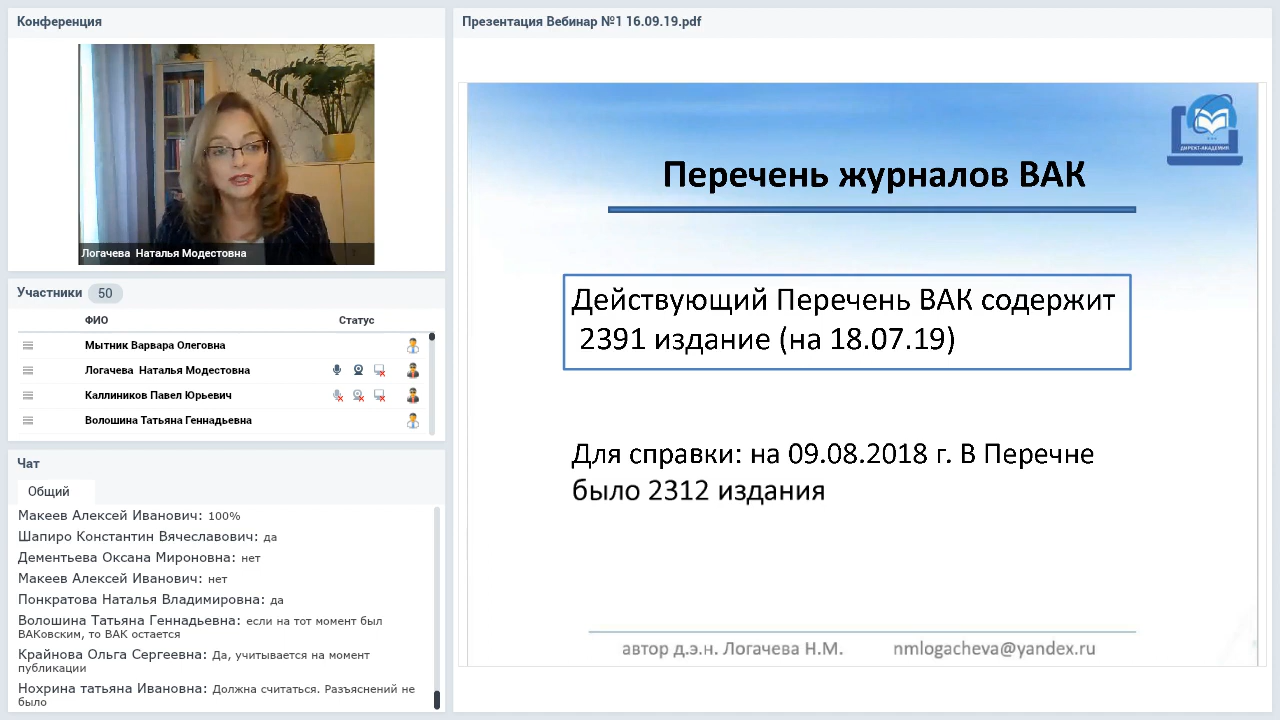 Конференция
Логачева  Наталья Модестовна
Участники 50
ФИО Статус
Мытник Варвара Олеговна
Логачева  Наталья Модестовна
Каллиников Павел Юрьевич
Волошина Татьяна Геннадьевна
Чат
Общий
Макеев Алексей Иванович: 100%
Шапиро Константин Вячеславович: да
Дементьева Оксана Мироновна: нет
Макеев Алексей Иванович: нет
Понкратова Наталья Владимировна: да
Волошина Татьяна Геннадьевна: если на тот момент был
ВАКовским, то ВАК остается
Крайнова Ольга Сергеевна: Да, учитывается на момент
публикации
Нохрина татьяна Ивановна: Должна считаться. Разъяснений не
было
Презентация Вебинар №1 16.09.19.pdf
ДИРЕКТ-АКАДЕМИЯ
Перечень журналов ВАК
Действующий Перечень ВАК содержит
2391 издание (на 18.07.19)
Для справки: на 09.08.2018 г. В Перечне
было 2312 издания
автор д.э.н. Логачева Н.М. nmlogacheva@yandex.ru